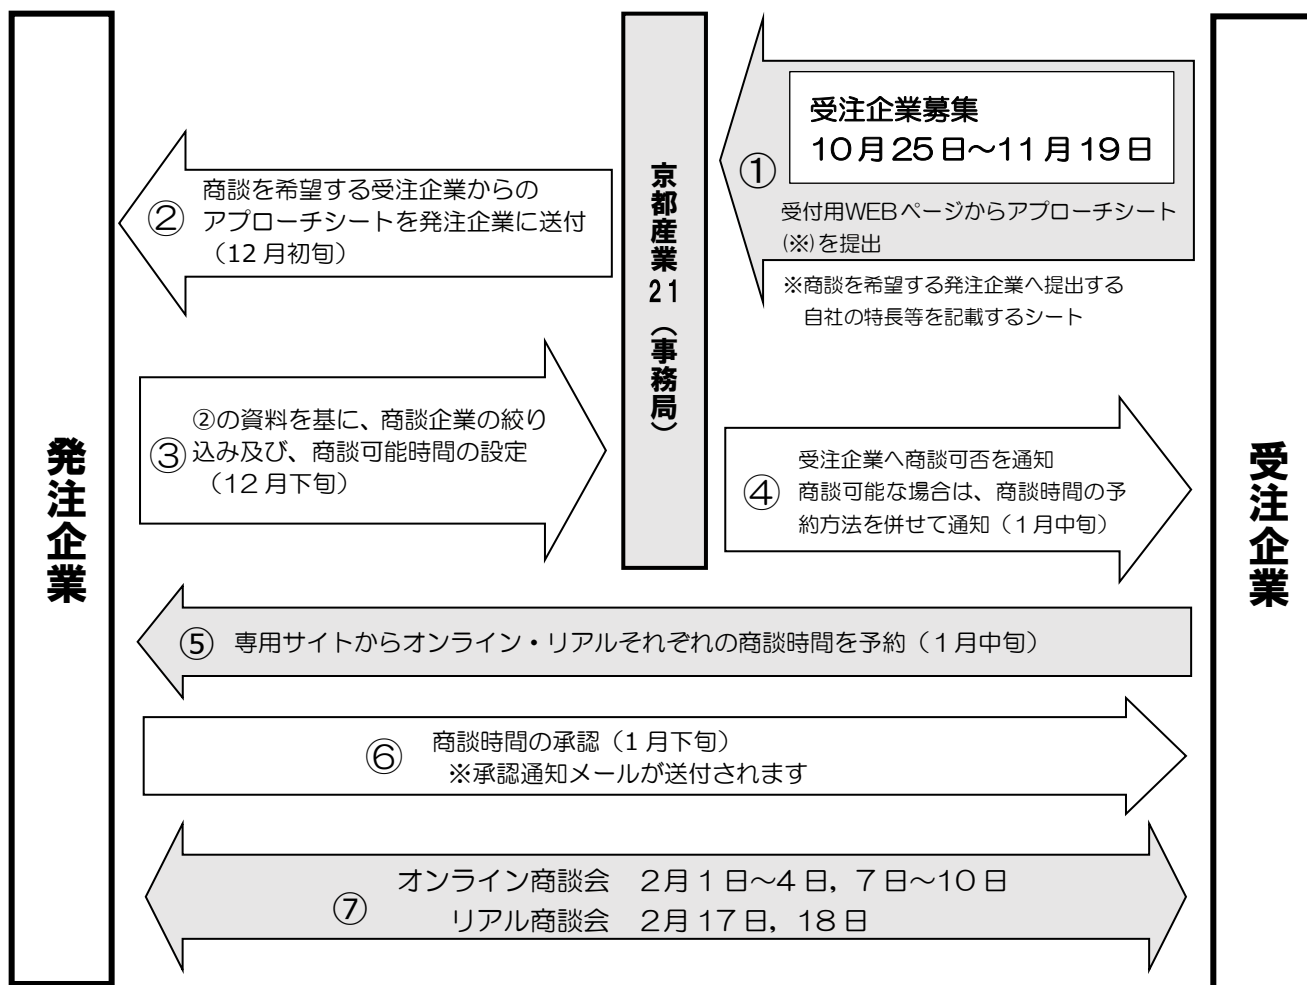 発注企業
京都産業21（事務局）
受注企業
①
受注企業募集
10月25日～11月19日
受付用WEBページからアプローチシート
(※)を提出
※商談を希望する発注企業へ提出する
自社の特長等を記載するシート
②
商談を希望する受注企業からの
アプローチシートを発注企業に送付
（12月初旬）
③
②の資料を基に、商談企業の絞り
込み及び、商談可能時間の設定
（12月下旬）
④
受注企業へ商談可否を通知
商談可能な場合は、商談時間の予
約方法を併せて通知（1月中旬）
⑤ 専用サイトからオンライン・リアルそれぞれの商談時間を予約（1月中旬）
⑥
商談時間の承認（1月下旬）
※承認通知メールが送付されます
⑦
オンライン商談会　2月1日～4日，7日～10日
リアル商談会　2月17日，18日